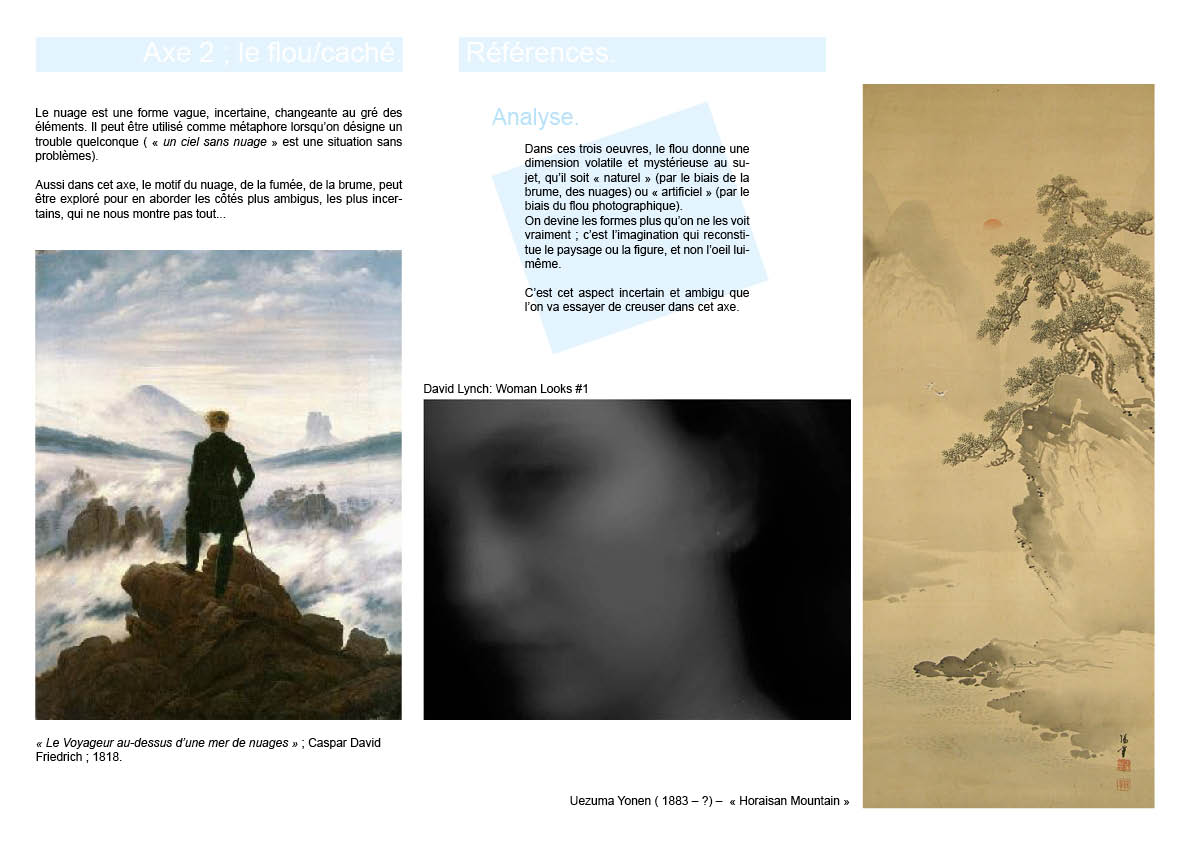 Axe 2 ; le flou/caché.
Le nuage est une forme vague, incertaine, changeante au gré des
éléments. Il peut être utilisé comme métaphore lorsqu'on désigne un
trouble quelconque ( « un ciel sans nuage » est une situation sans
problèmes).
Aussi dans cet axe, le motif du nuage, de la fumée, de la brume, peut
être exploré pour en aborder les côtés plus ambigus, les plus incer-
tains, qui ne nous montre pas tout...
« Le Voyageur au-dessus d'une mer de nuages » ; Caspar David
Friedrich ; 1818.
Références.
Analyse.
Dans ces trois oeuvres, le flou donne une
dimension volatile et mystérieuse au su-
jet, qu'il soit « naturel » (par le biais de la
brume, des nuages) ou « artificiel » (par le
biais du flou photographique).
On devine les formes plus qu'on ne les voit
vraiment ; c'est l'imagination qui reconsti-
tue le paysage ou la figure, et non l'oeil lui-
même.
C'est cet aspect incertain et ambigu que
l'on va essayer de creuser dans cet axe.
David Lynch: Woman Looks #1
Uezuma Yonen ( 1883 – ?) – « Horaisan Mountain »